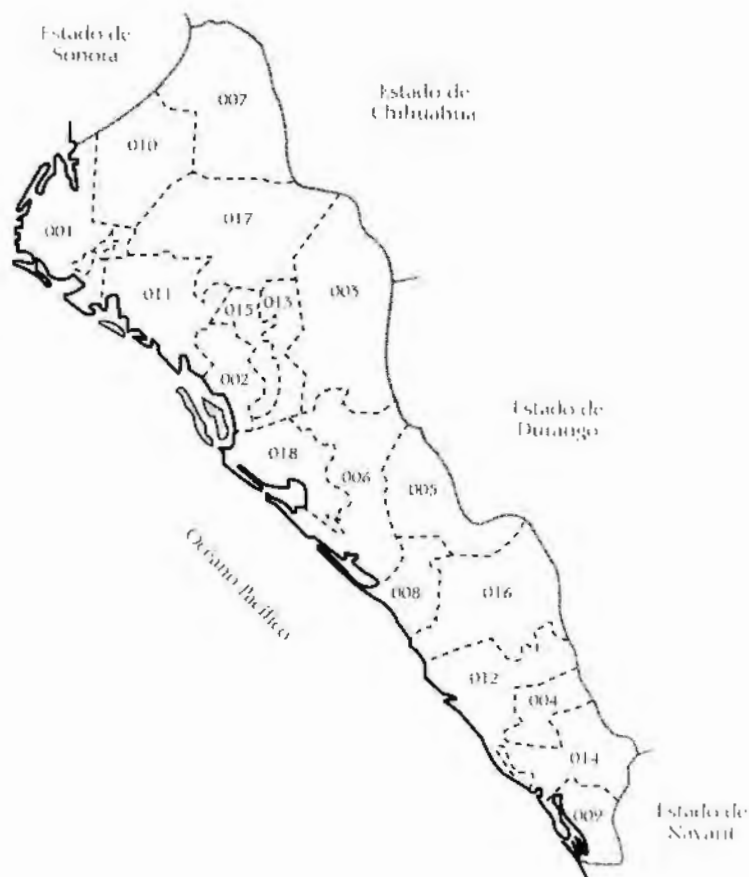 Estado de
Sonora
007
Estado de
Chihuahua
010
001
017
011
015
013
003
002
Estado de
Durango
018
006
005
Océano Pacífico
008
016
012
004
014
009
Estado de
Nayarit